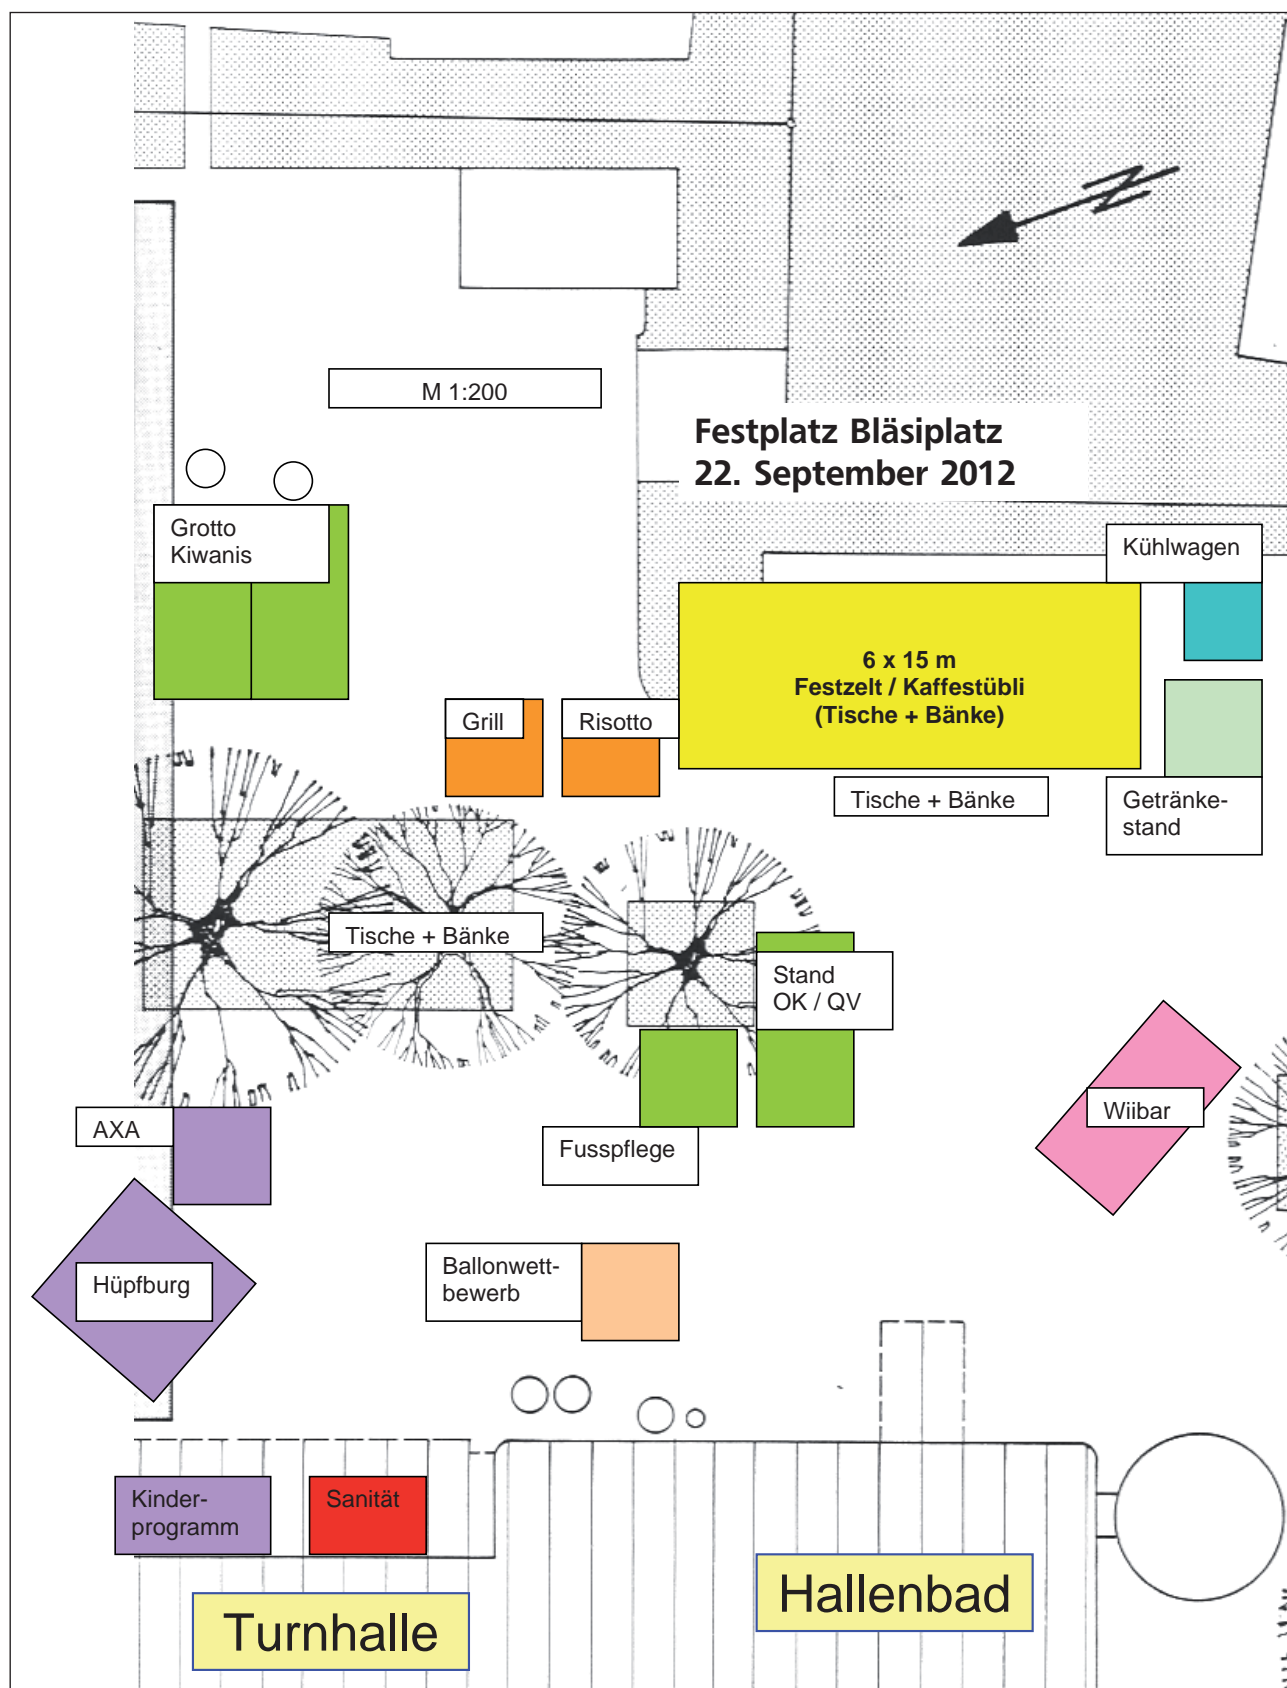 M 1:200
Festplatz Bläsiplatz
22. September 2012
Grotto
Kiwanis
Kühlwagen
6 x 15 m
Festzelt / Kaffestübli
(Tische + Bänke)
Grill
Risotto
Tische + Bänke
Getränke-
stand
Tische + Bänke
Stand
OK / QV
Wiibar
AXA
Fusspflege
Hüpfburg
Ballonwett-
bewerb
Kinder-
programm
Sanität
Hallenbad
Turnhalle